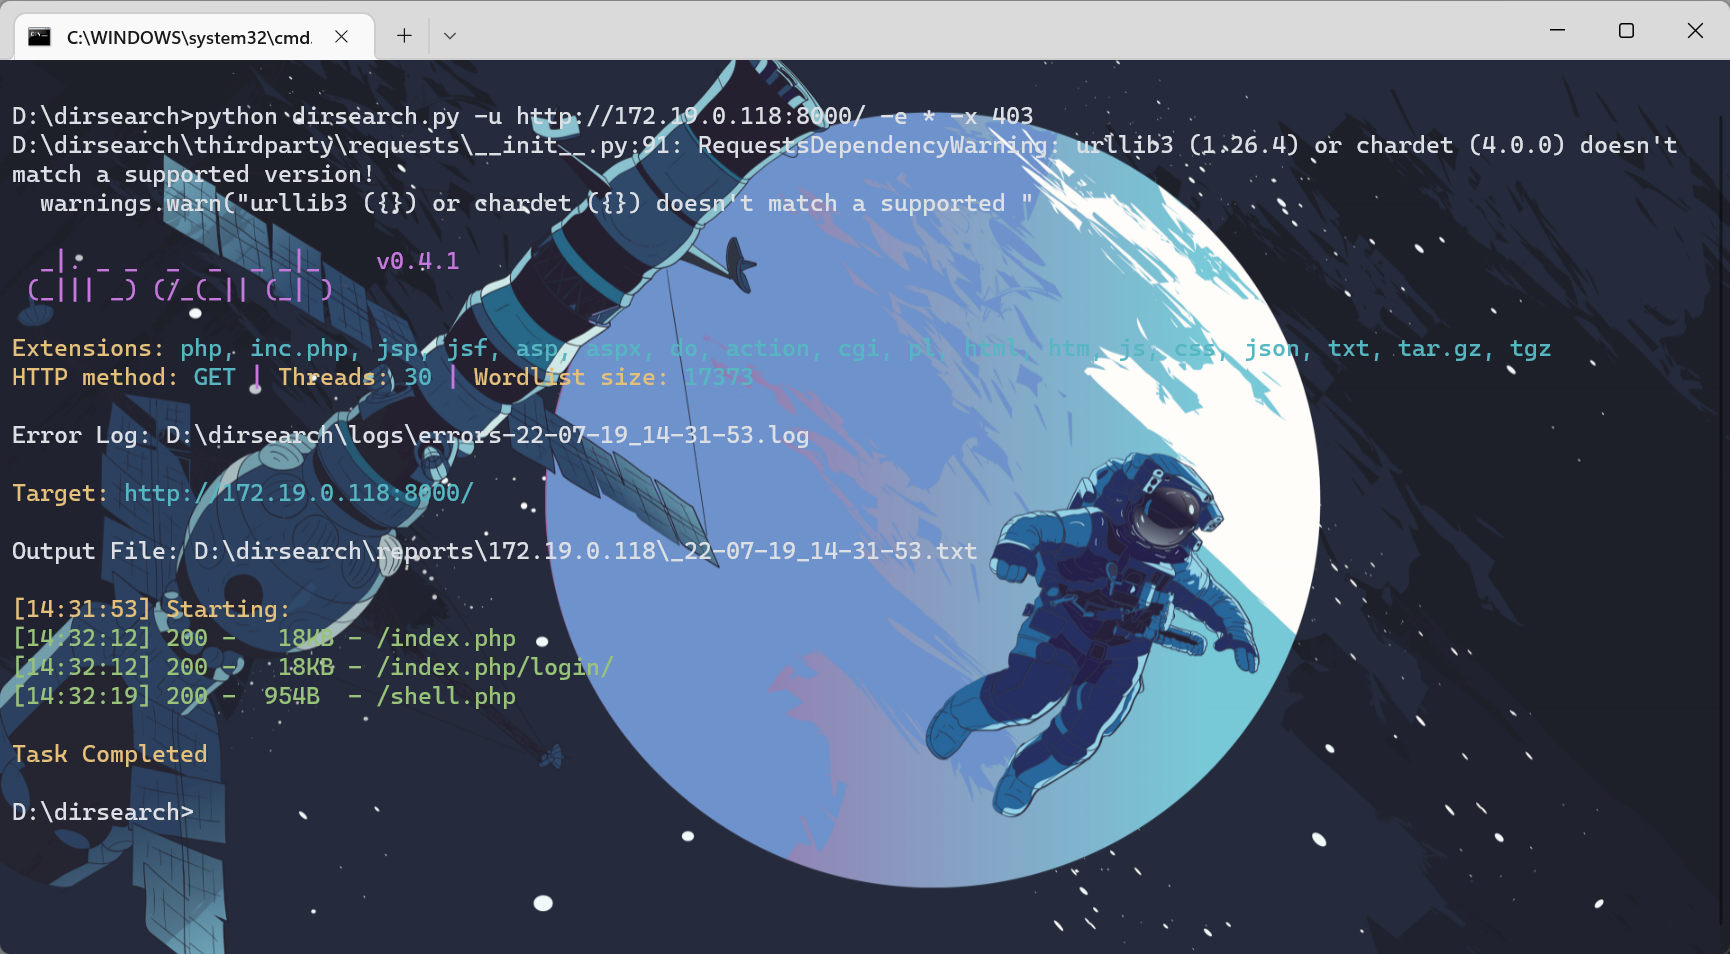 C:\WINDOWS\system32\cmd.
D:\dirsearch>python dirsearch.py -u http://172.19.0.118:8000/ -e * -x 403
D:\dirsearch\thirdparty\requests\__init__.py:91: RequestsDependencyWarning: urllib3 (1.26.4) or chardet (4.0.0) doesn't
match a supported version!
  warnings.warn("urllib3 ({}) or chardet ({}) doesn't match a supported "
  _|. _ _  _  _  _ _|_    v0.4.1
 (_||| _) (/_(_|| (_| )
Extensions: php, inc.php, jsp, jsf, asp, aspx, do, action, cgi, pl, html, htm, js, css, json, txt, tar.gz, tgz
HTTP method: GET | Threads: 30 | Wordlist size: 17373
Error Log: D:\dirsearch\logs\errors-22-07-19_14-31-53.log
Target: http://172.19.0.118:8000/
Output File: D:\dirsearch\reports\172.19.0.118\_22-07-19_14-31-53.txt
[14:31:53] Starting:
[14:32:12] 200 -   18KB - /index.php
[14:32:12] 200 -   18KB - /index.php/login/
[14:32:19] 200 -  954B  - /shell.php
Task Completed
D:\dirsearch>